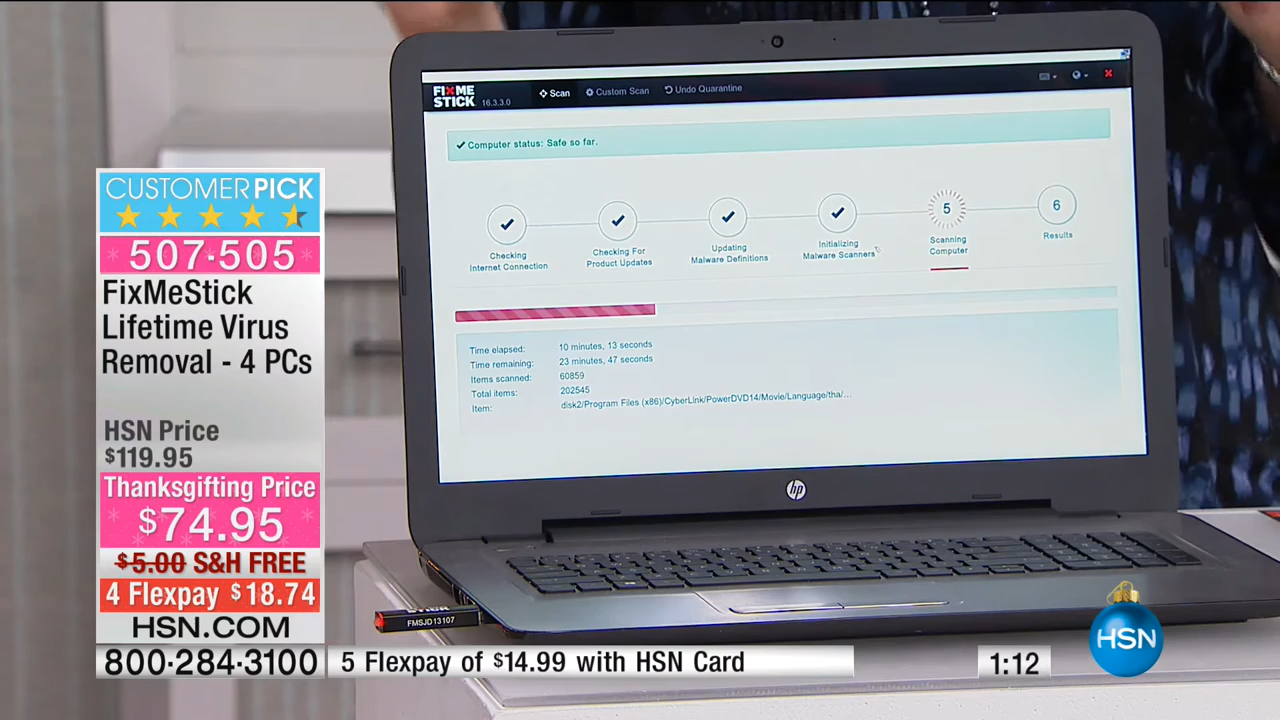 CUSTOMERPICK
507·505
FixMeStick
Lifetime Virus
Removal - 4 PCs
HSN Price
$119.95
Thanksgifting Price
$74.95
$5.00 S&H FREE
4 Flexpay $18.74
HSN.COM
800·284·3100
5 Flexpay of $14.99 with HSN Card
1:12
HSN
FIXME
STICK 16.3.3.0
Scan
Custom Scan
Undo Quarantine
Computer status: Safe so far.
Checking
Internet Connection
Checking For
Product Updates
Updating
Malware Definitions
Initializing
Malware Scanners
5
Scanning
Computer
6
Results
Time elapsed: 10 minutes, 13 seconds
Time remaining: 23 minutes, 47 seconds
Items scanned: 60859
Total items: 202545
Item: disk2/Program Files (x86)/CyberLink/PowerDVD14/Movie/Language/tha/...
hp
FMSJD13107